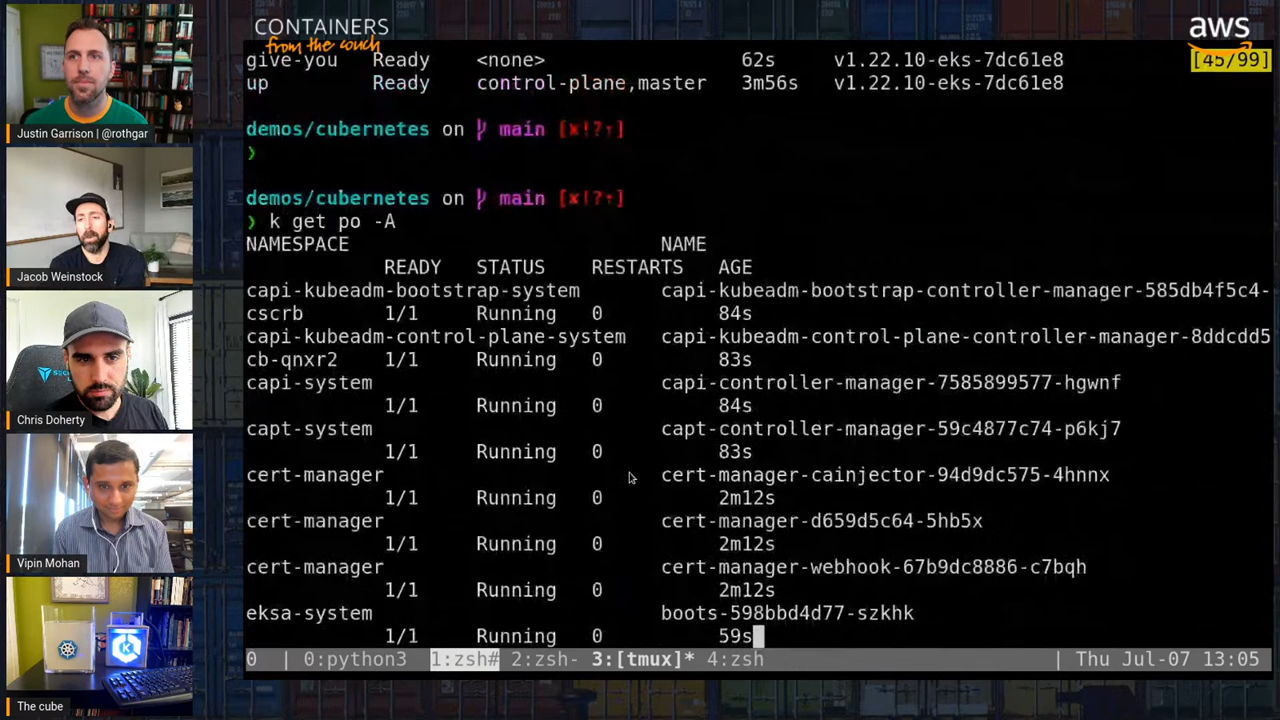 CONTAINERS
from the couch
aws
[45/99]
give-you Ready <none> 62s v1.22.10-eks-7dc61e8
up Ready control-plane,master 3m56s v1.22.10-eks-7dc61e8
demos/cubernetes on main [✘!?⇡]
❯
demos/cubernetes on main [✘!?⇡]
❯ k get po -A
NAMESPACE NAME
READY STATUS RESTARTS AGE
capi-kubeadm-bootstrap-system capi-kubeadm-bootstrap-controller-manager-585db4f5c4-
cscrb 1/1 Running 0 84s
capi-kubeadm-control-plane-system capi-kubeadm-control-plane-controller-manager-8ddcdd5
cb-qnxr2 1/1 Running 0 83s
capi-system capi-controller-manager-7585899577-hgwnf
1/1 Running 0 84s
capt-system capt-controller-manager-59c4877c74-p6kj7
1/1 Running 0 83s
cert-manager cert-manager-cainjector-94d9dc575-4hnnx
1/1 Running 0 2m12s
cert-manager cert-manager-d659d5c64-5hb5x
1/1 Running 0 2m12s
cert-manager cert-manager-webhook-67b9dc8886-c7bqh
1/1 Running 0 2m12s
eksa-system boots-598bbd4d77-szkhk
1/1 Running 0 59s
0 | 0:python3 1:zsh# 2:zsh- 3:[tmux]* 4:zsh | Thu Jul-07 13:05
Justin Garrison | @rothgar
Jacob Weinstock
Chris Doherty
Vipin Mohan
The cube